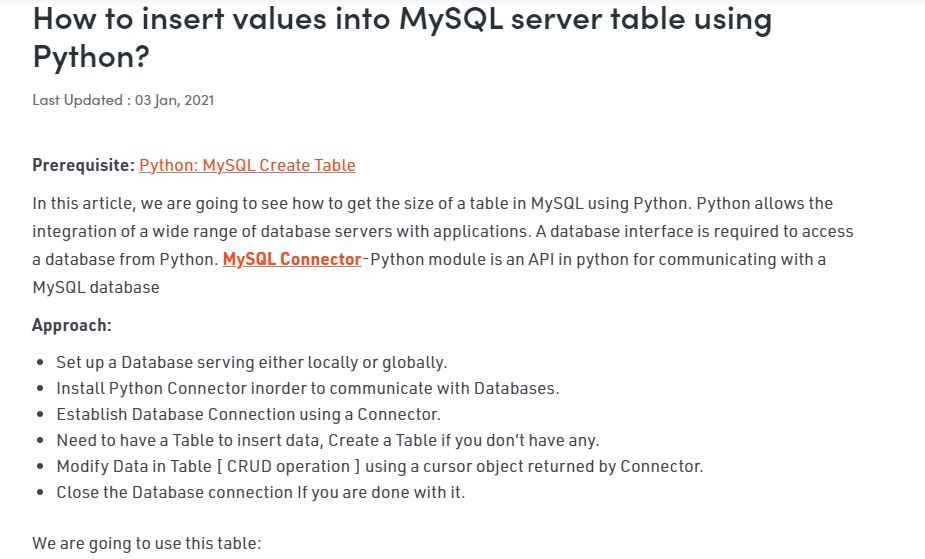 How to insert values into MySQL server table using
Python?
Last Updated : 03 Jan, 2021
Prerequisite: Python: MySQL Create Table
In this article, we are going to see how to get the size of a table in MySQL using Python. Python allows the
integration of a wide range of database servers with applications. A database interface is required to access
a database from Python. MySQL Connector-Python module is an API in python for communicating with a
MySQL database
Approach:
• Set up a Database serving either locally or globally.
• Install Python Connector inorder to communicate with Databases.
• Establish Database Connection using a Connector.
• Need to have a Table to insert data, Create a Table if you don’t have any.
• Modify Data in Table [ CRUD operation ] using a cursor object returned by Connector.
• Close the Database connection If you are done with it.
We are going to use this table: